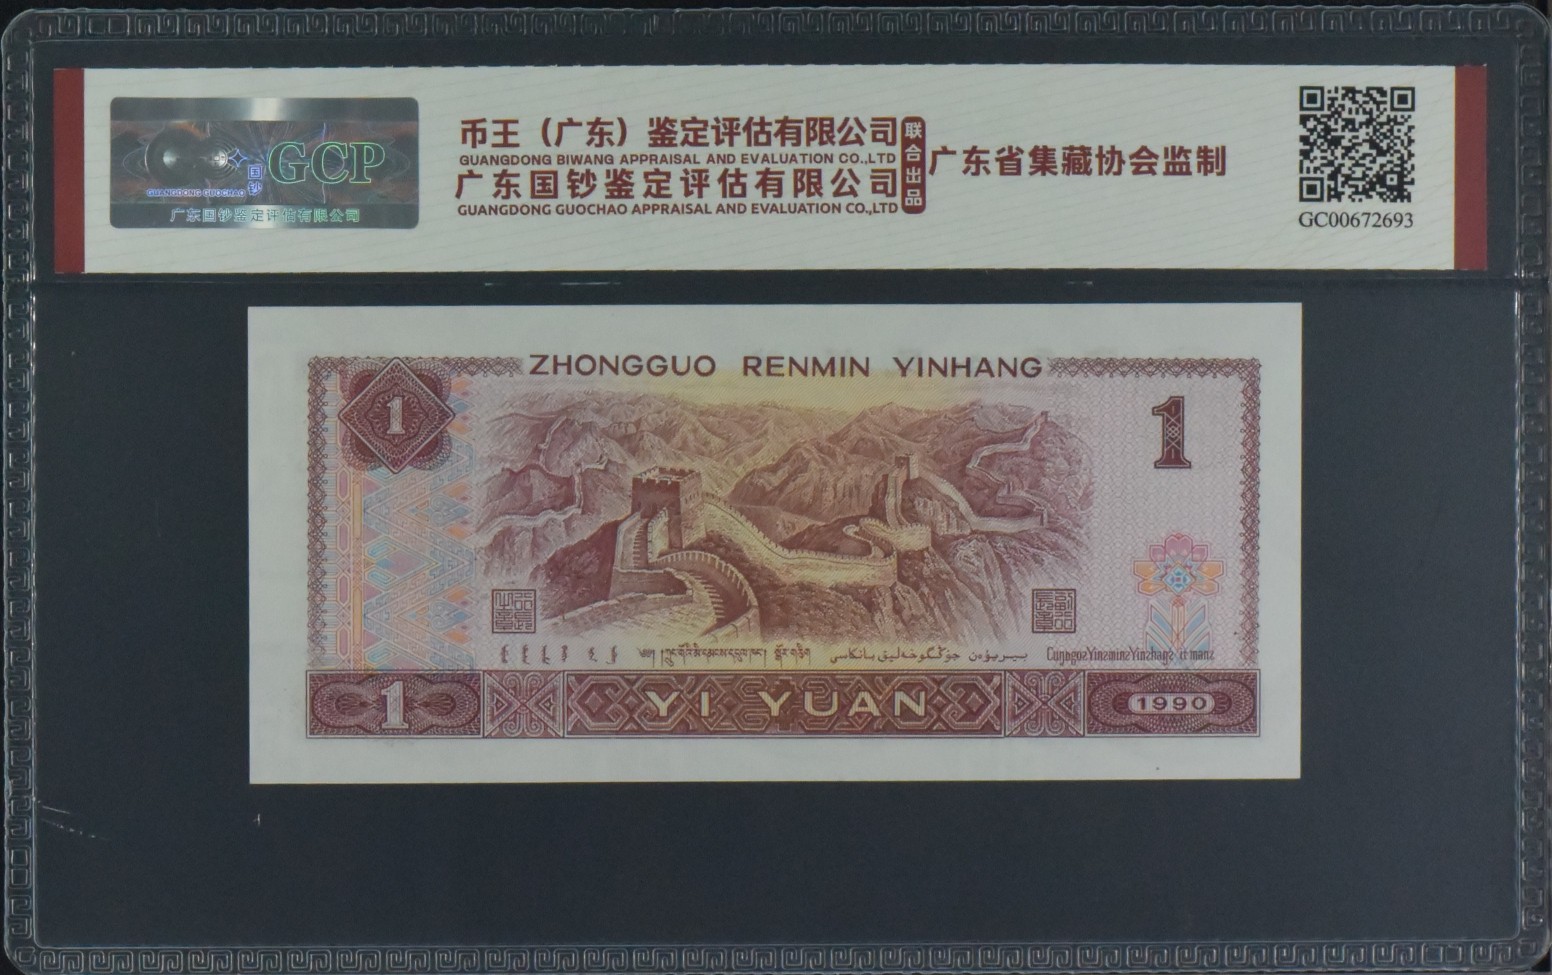 GCP
国钞
GUANGDONG GUOCHAO
广东国钞鉴定评估有限公司
币王（广东）鉴定评估有限公司
GUANGDONG BIWANG APPRAISAL AND EVALUATION CO.,LTD
广东国钞鉴定评估有限公司
GUANGDONG GUOCHAO APPRAISAL AND EVALUATION CO.,LTD
联合出品
广东省集藏协会监制
GC00672693
ZHONGGUO RENMIN YINHANG
1
1
1
YI YUAN
1990